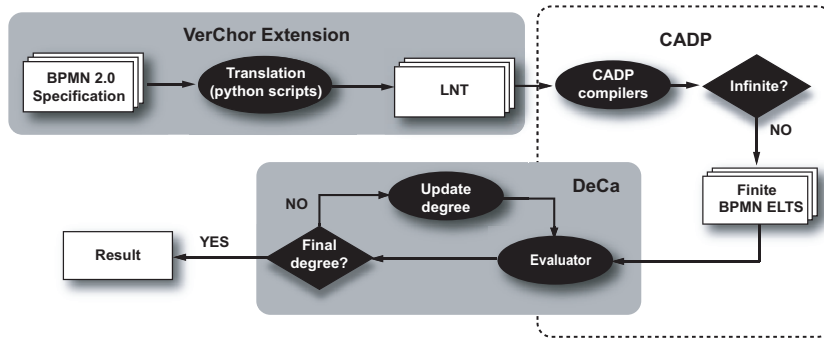 VerChor Extension
CADP
BPMN 2.0
Specification
Translation
(python scripts)
LNT
CADP
compilers
Infinite?
NO
Finite
BPMN ELTS
DeCa
Update
degree
NO
Evaluator
Final
degree?
YES
Result